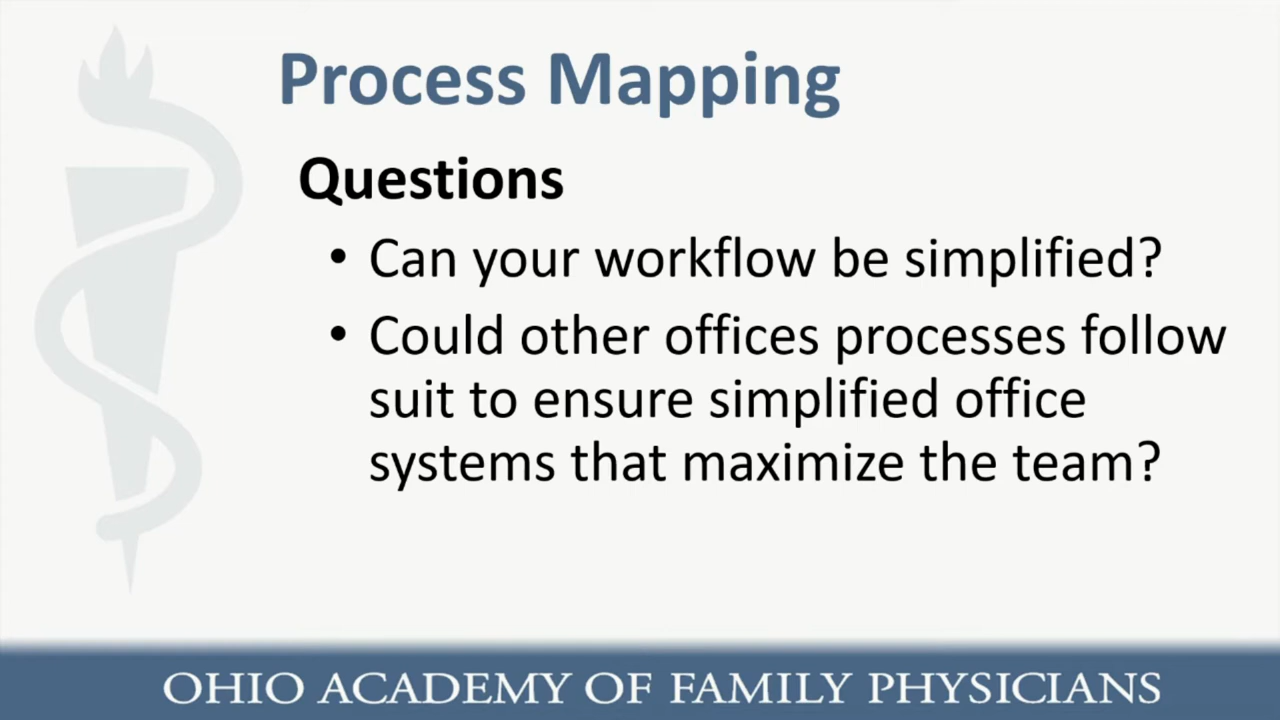 Process Mapping
Questions
• Can your workflow be simplified?
• Could other offices processes follow
suit to ensure simplified office
systems that maximize the team?
OHIO ACADEMY OF FAMILY PHYSICIANS